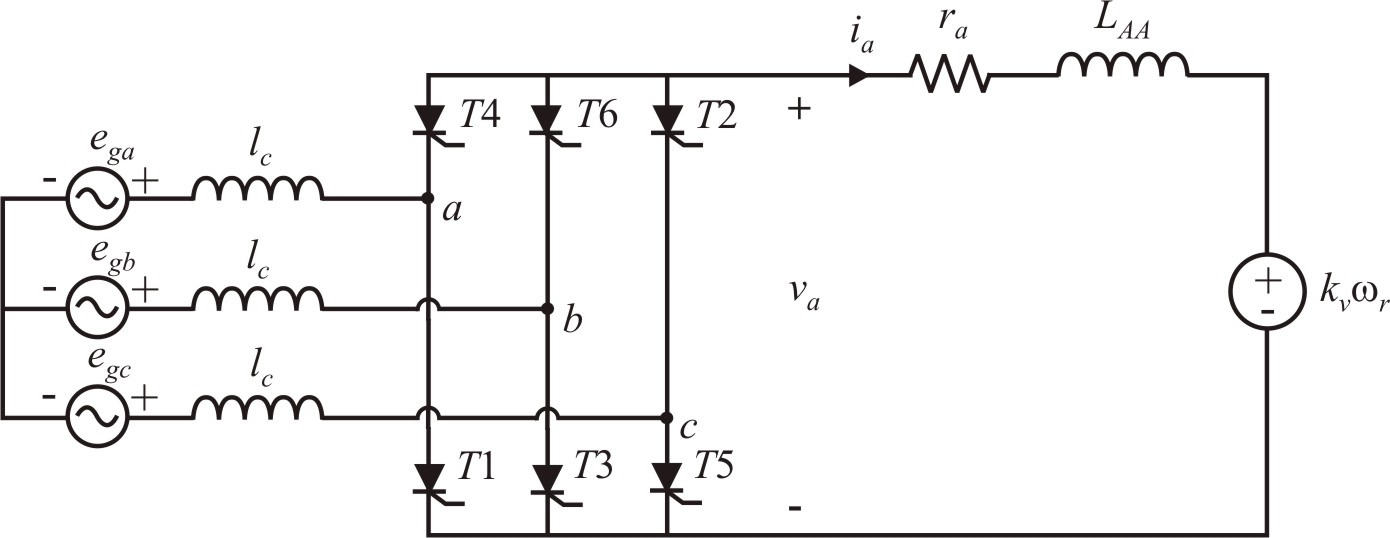 i_a r_a L_AA
T4 T6 T2 +
e_ga l_c
- +
a
e_gb l_c
- + v_a + k_vω_r
b -
e_gc l_c
- +
c
T1 T3 T5
-